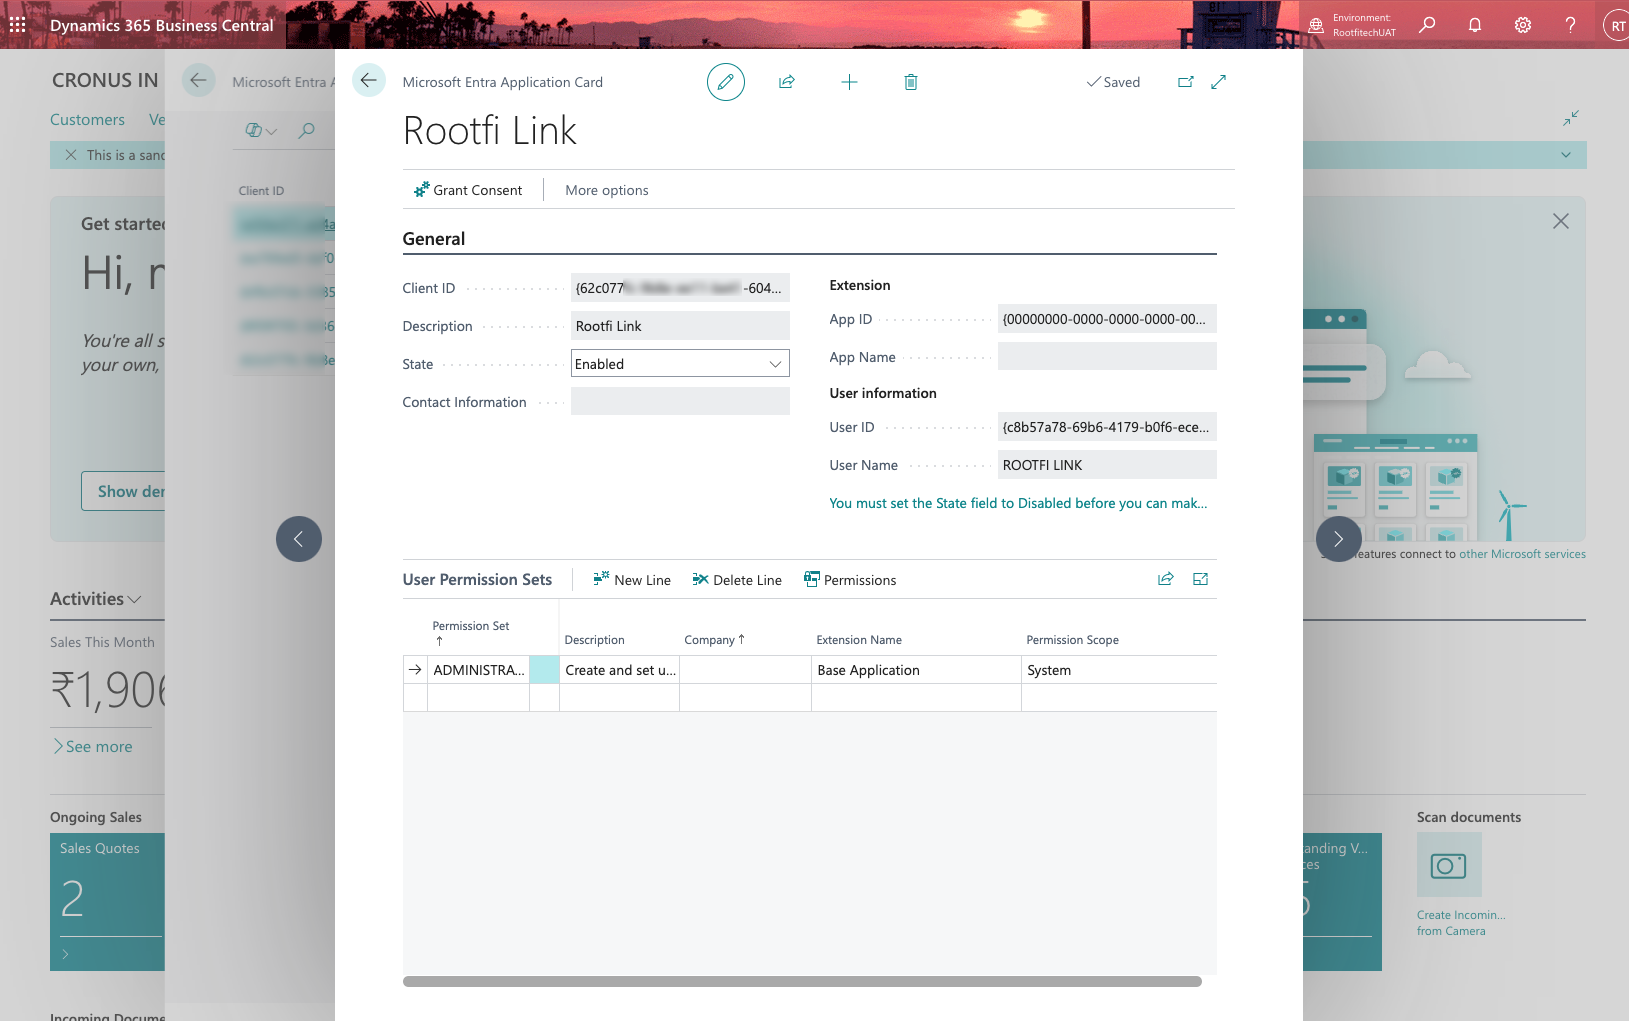 Dynamics 365 Business Central
Environment:
RootfitechUAT
RT
CRONUS IN
Customers
Ve
This is a sand
Get started
Hi,
You're all s
your own,
Show
Activities
Sales This Month
₹1,906
See more
Ongoing Sales
Sales Quotes
2
Incoming Docume
Microsoft Entra A
Client ID
Microsoft Entra Application Card
Saved
Rootfi Link
Grant Consent
More options
General
Client ID
{62c077
-604...
Description
Rootfi Link
State
Enabled
Contact Information
Extension
App ID
{00000000-0000-0000-0000-00...
App Name
User information
User ID
{c8b57a78-69b6-4179-b0f6-ece...
User Name
ROOTFI LINK
You must set the State field to Disabled before you can mak...
User Permission Sets
New Line
Delete Line
Permissions
Permission Set
Description
Company
Extension Name
Permission Scope
ADMINISTRA...
Create and set u...
Base Application
System
eatures connect to other Microsoft services
anding V...
ces
Scan documents
Create Incomin...
from Camera